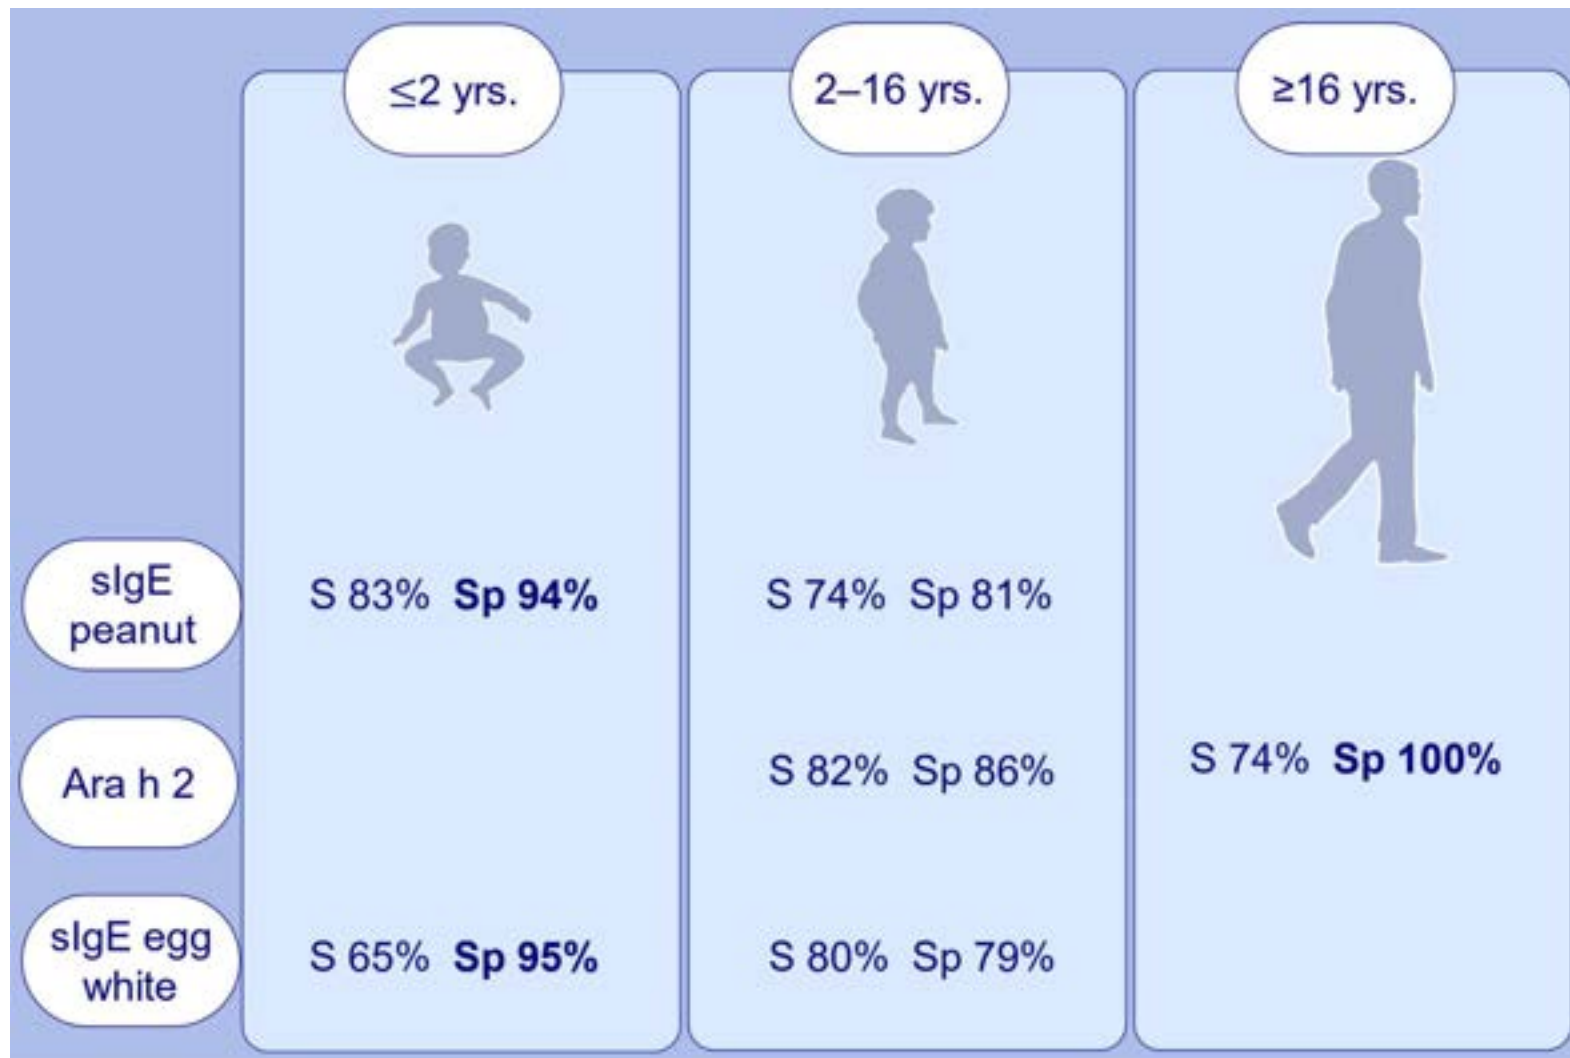 ≤2 yrs.
2–16 yrs.
≥16 yrs.
sIgE
peanut
S 83% Sp 94%
S 74% Sp 81%
Ara h 2
S 82% Sp 86%
S 74% Sp 100%
sIgE egg
white
S 65% Sp 95%
S 80% Sp 79%